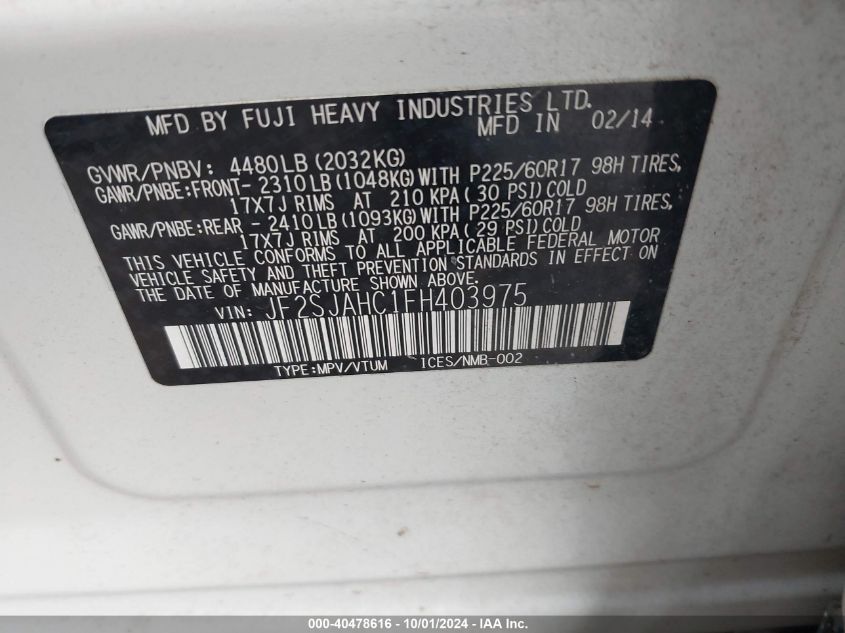 MFD BY FUJI HEAVY INDUSTRIES LTD.
MFD IN 02/14
GVWR/PNBV: 4480LB(2032KG)
GAWR/PNBE:FRONT-2310LB(1048KG)WITH P225/60R17 98H TIRES,
17X7J RIMS AT 210 KPA(30 PSI)COLD
GAWR/PNBE:REAR -2410LB(1093KG)WITH P225/60R17 98H TIRES,
17X7J RIMS AT 200 KPA(29 PSI)COLD
THIS VEHICLE CONFORMS TO ALL APPLICABLE FEDERAL MOTOR
VEHICLE SAFETY AND THEFT PREVENTION STANDARDS IN EFFECT ON
THE DATE OF MANUFACTURE SHOWN ABOVE.
VIN: JF2SJAHC1FH403975
TYPE:MPV/VTUM ICES/NMB-002
000-40478616 - 10/01/2024 - IAA Inc.